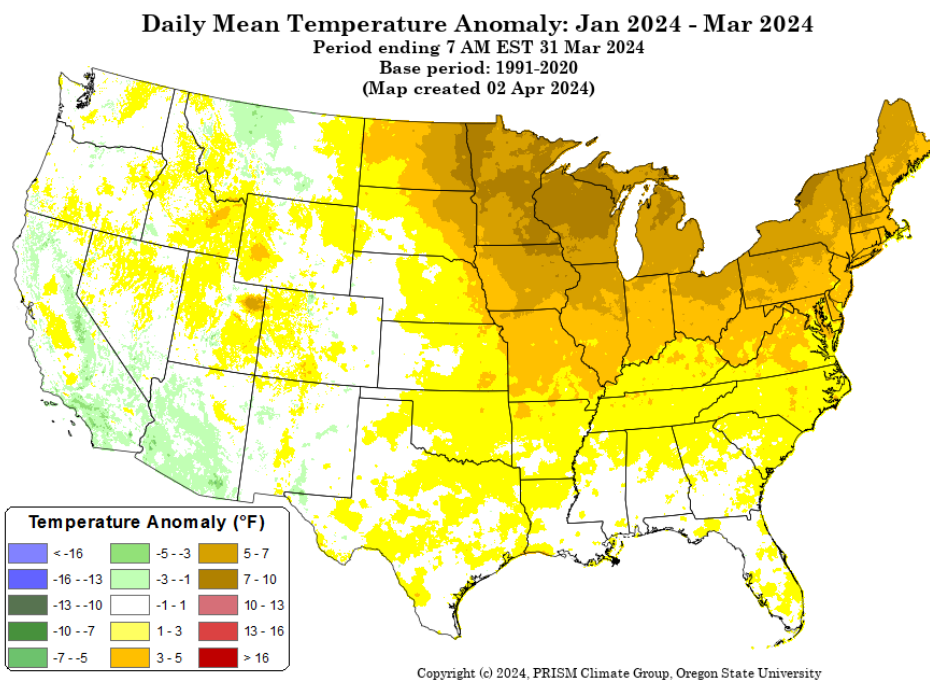 Daily Mean Temperature Anomaly: Jan 2024 - Mar 2024
Period ending 7 AM EST 31 Mar 2024
Base period: 1991-2020
(Map created 02 Apr 2024)
Temperature Anomaly (°F)
< -16
-16 - -13
-13 - -10
-10 - -7
-7 - -5
-5 - -3
-3 - -1
-1 - 1
1 - 3
3 - 5
5 - 7
7 - 10
10 - 13
13 - 16
> 16
Copyright (c) 2024, PRISM Climate Group, Oregon State University